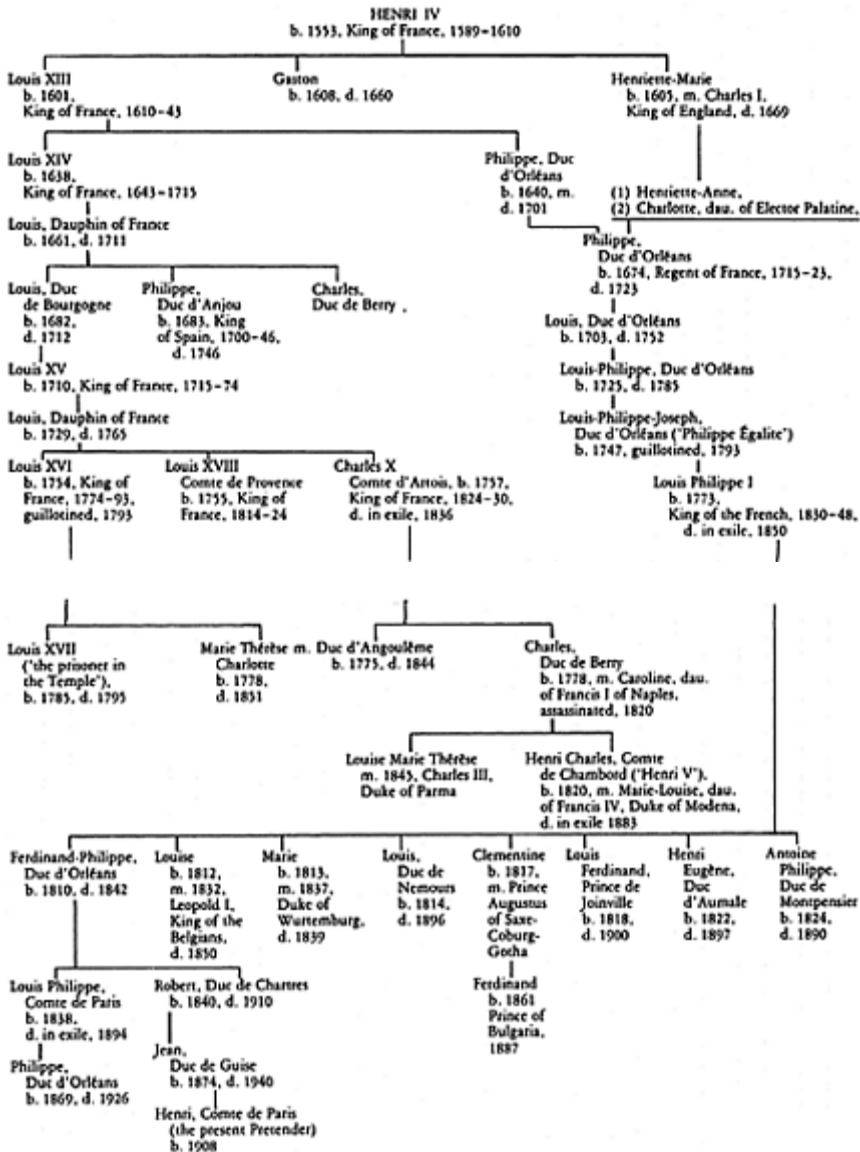 HENRI IV
b. 1553, King of France, 1589–1610
Louis XIII
b. 1601,
King of France, 1610–43
Gaston
b. 1608, d. 1660
Henriette-Marie
b. 1605, m. Charles I,
King of England, d. 1669
Louis XIV
b. 1638,
King of France, 1643–1715
Philippe, Duc
d'Orléans
b. 1640, m.
d. 1701
(1) Henriette-Anne,
(2) Charlotte, dau. of Elector Palatine,
Louis, Dauphin of France
b. 1661, d. 1711
Philippe,
Duc d'Orléans
b. 1674, Regent of France, 1715–23,
d. 1723
Louis, Duc
de Bourgogne
b. 1682,
d. 1712
Philippe,
Duc d'Anjou
b. 1683, King
of Spain, 1700–46,
d. 1746
Charles,
Duc de Berry,
Louis, Duc d'Orléans
b. 1703, d. 1752
Louis XV
b. 1710, King of France, 1715–74
Louis-Philippe, Duc d'Orléans
b. 1725, d. 1785
Louis, Dauphin of France
b. 1729, d. 1765
Louis-Philippe-Joseph,
Duc d'Orléans ("Philippe Égalite")
b. 1747, guillotined, 1793
Louis XVI
b. 1754, King of
France, 1774–93,
guillotined, 1793
Louis XVIII
Comte de Provence
b. 1755, King of
France, 1814–24
Charles X
Comte d'Artois, b. 1757,
King of France, 1824–30,
d. in exile, 1836
Louis Philippe I
b. 1773,
King of the French, 1830–48,
d. in exile, 1850
Louis XVII
("the prisoner in
the Temple"),
b. 1785, d. 1795
Marie Thérèse m. Duc d'Angoulême
Charlotte
b. 1778,
d. 1851
b. 1775, d. 1844
Charles,
Duc de Berry
b. 1778, m. Caroline, dau.
of Francis I of Naples,
assassinated, 1820
Louise Marie Thérèse
m. 1845, Charles III,
Duke of Parma
Henri Charles, Comte
de Chambord ("Henri V"),
b. 1820, m. Marie-Louise, dau.
of Francis IV, Duke of Modena,
d. in exile 1883
Ferdinand-Philippe,
Duc d'Orléans
b. 1810, d. 1842
Louise
b. 1812,
m. 1832,
Leopold I,
King of the
Belgians,
d. 1850
Marie
b. 1813,
m. 1837,
Duke of
Wurtemburg,
d. 1839
Louis,
Duc de
Nemours
b. 1814,
d. 1896
Clementine
b. 1817,
m. Prince
Augustus
of Saxe-
Coburg-
Gotha
Louis
Ferdinand,
Prince de
Joinville
b. 1818,
d. 1900
Henri
Eugène,
Duc
d'Aumale
b. 1822,
d. 1897
Antoine
Philippe,
Duc de
Montpensier
b. 1824,
d. 1890
Louis Philippe,
Comte de Paris
b. 1838,
d. in exile, 1894
Robert, Duc de Chartres
b. 1840, d. 1910
Ferdinand
b. 1861
Prince of
Bulgaria,
1887
Philippe,
Duc d'Orléans
b. 1869, d. 1926
Jean,
Duc de Guise
b. 1874, d. 1940
Henri, Comte de Paris
(the present Pretender)
b. 1908